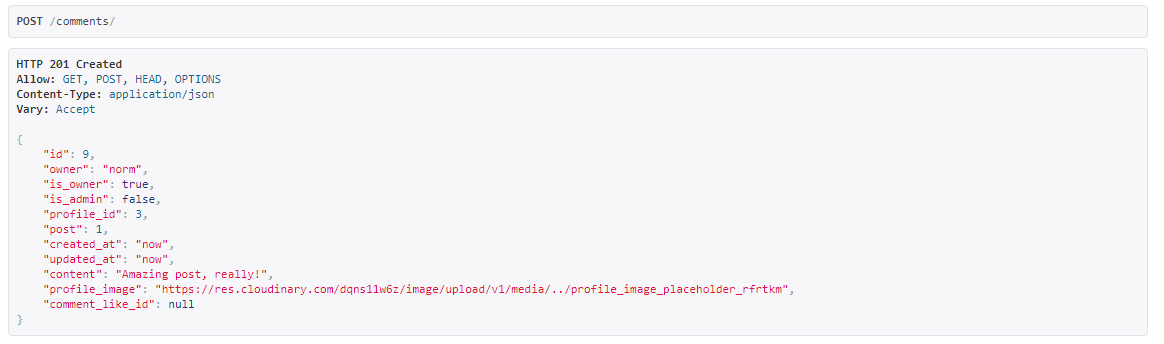 POST /comments/
HTTP 201 Created
Allow: GET, POST, HEAD, OPTIONS
Content-Type: application/json
Vary: Accept
{
    "id": 9,
    "owner": "norm",
    "is_owner": true,
    "is_admin": false,
    "profile_id": 3,
    "post": 1,
    "created_at": "now",
    "updated_at": "now",
    "content": "Amazing post, really!",
    "profile_image": "https://res.cloudinary.com/dqns11w6z/image/upload/v1/media/../profile_image_placeholder_rfrtkm",
    "comment_like_id": null
}